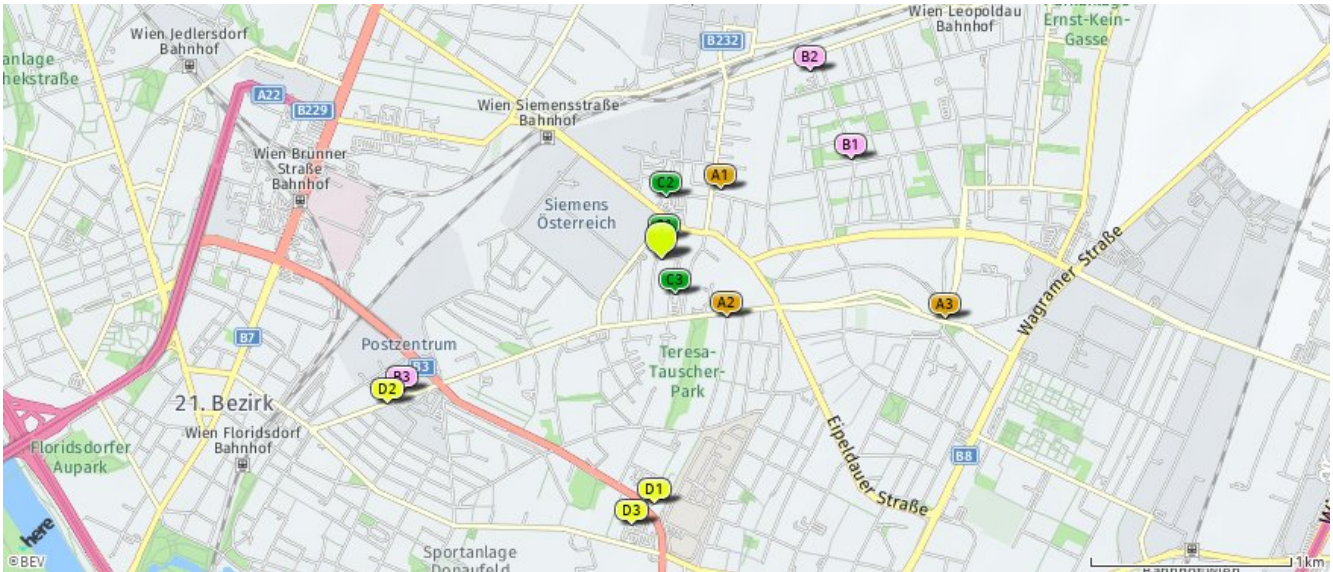 Wien Leopoldau
Bahnhof
Ernst-Kein-
Gasse
Wien Jedlersdorf
Bahnhof
B232
B2
anlage
hekstraße
A22
B229
Wien Siemensstraße
Bahnhof
B1
Wien Brunner
Straße
Bahnhof
C2
A1
Siemens
Österreich
C3
A2
A3
Wagramer Straße
B7
Postzentrum
B3
B3
D2
Teresa-
Tauscher-
Park
21. Bezirk
Wien Floridsdorf
Bahnhof
Floridsdorfer
Aupark
Eipeldauer Straße
B8
D1
D3
here
©BEV
Sportanlage
Donaufeld
1km